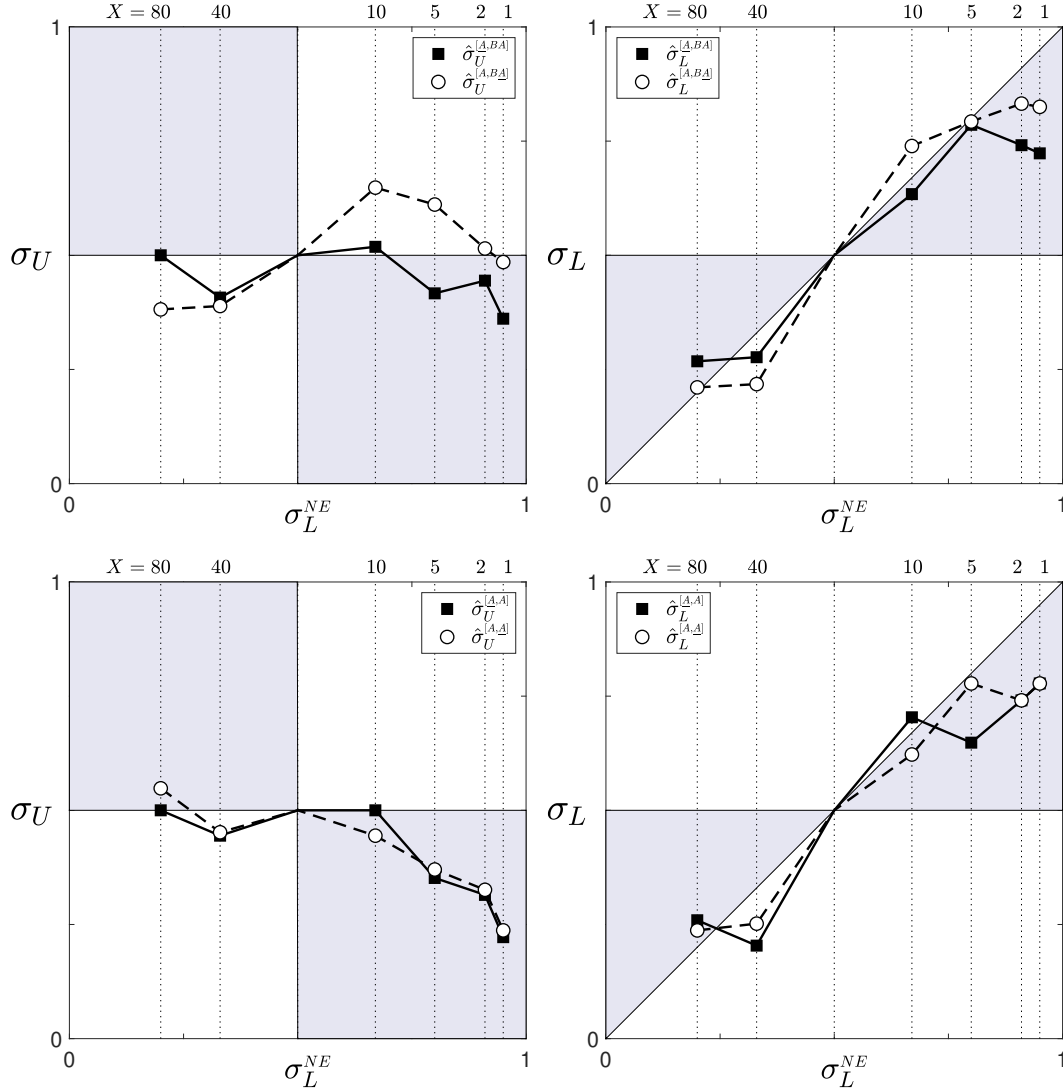 X = 80 40 10 5 2 1
1
σ̂_U^[A̲,BA]
σ̂_U^[A,BA̲]
σ_U
0
0 σ_L^NE 1
X = 80 40 10 5 2 1
1
σ̂_L^[A̲,BA]
σ̂_L^[A,BA̲]
σ_L
0
0 σ_L^NE 1
X = 80 40 10 5 2 1
1
σ̂_U^[A̲,A]
σ̂_U^[A,A̲]
σ_U
0
0 σ_L^NE 1
X = 80 40 10 5 2 1
1
σ̂_L^[A̲,A]
σ̂_L^[A,A̲]
σ_L
0
0 σ_L^NE 1